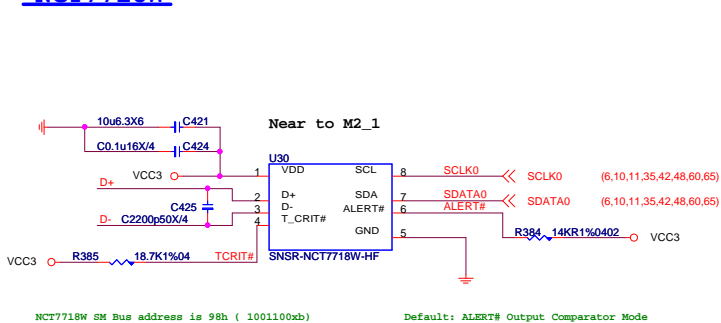 10u6.3X6 C421
Near to M2_1
C0.1u16X/4 C424
U30
VCC3 1 VDD SCL 8 SCLK0 SCLK0 (6,10,11,35,42,48,60,65)
D+
2 D+ SDA 7 SDATA0 SDATA0 (6,10,11,35,42,48,60,65)
C425 3 D- ALERT# 6 ALERT#
D- C2200p50X/4 4 T_CRIT#
GND 5
R384 14KR1%0402 VCC3
VCC3 R385 18.7K1%04 TCRIT# SNSR-NCT7718W-HF
NCT7718W SM Bus address is 98h ( 1001100xb) Default: ALERT# Output Comparator Mode